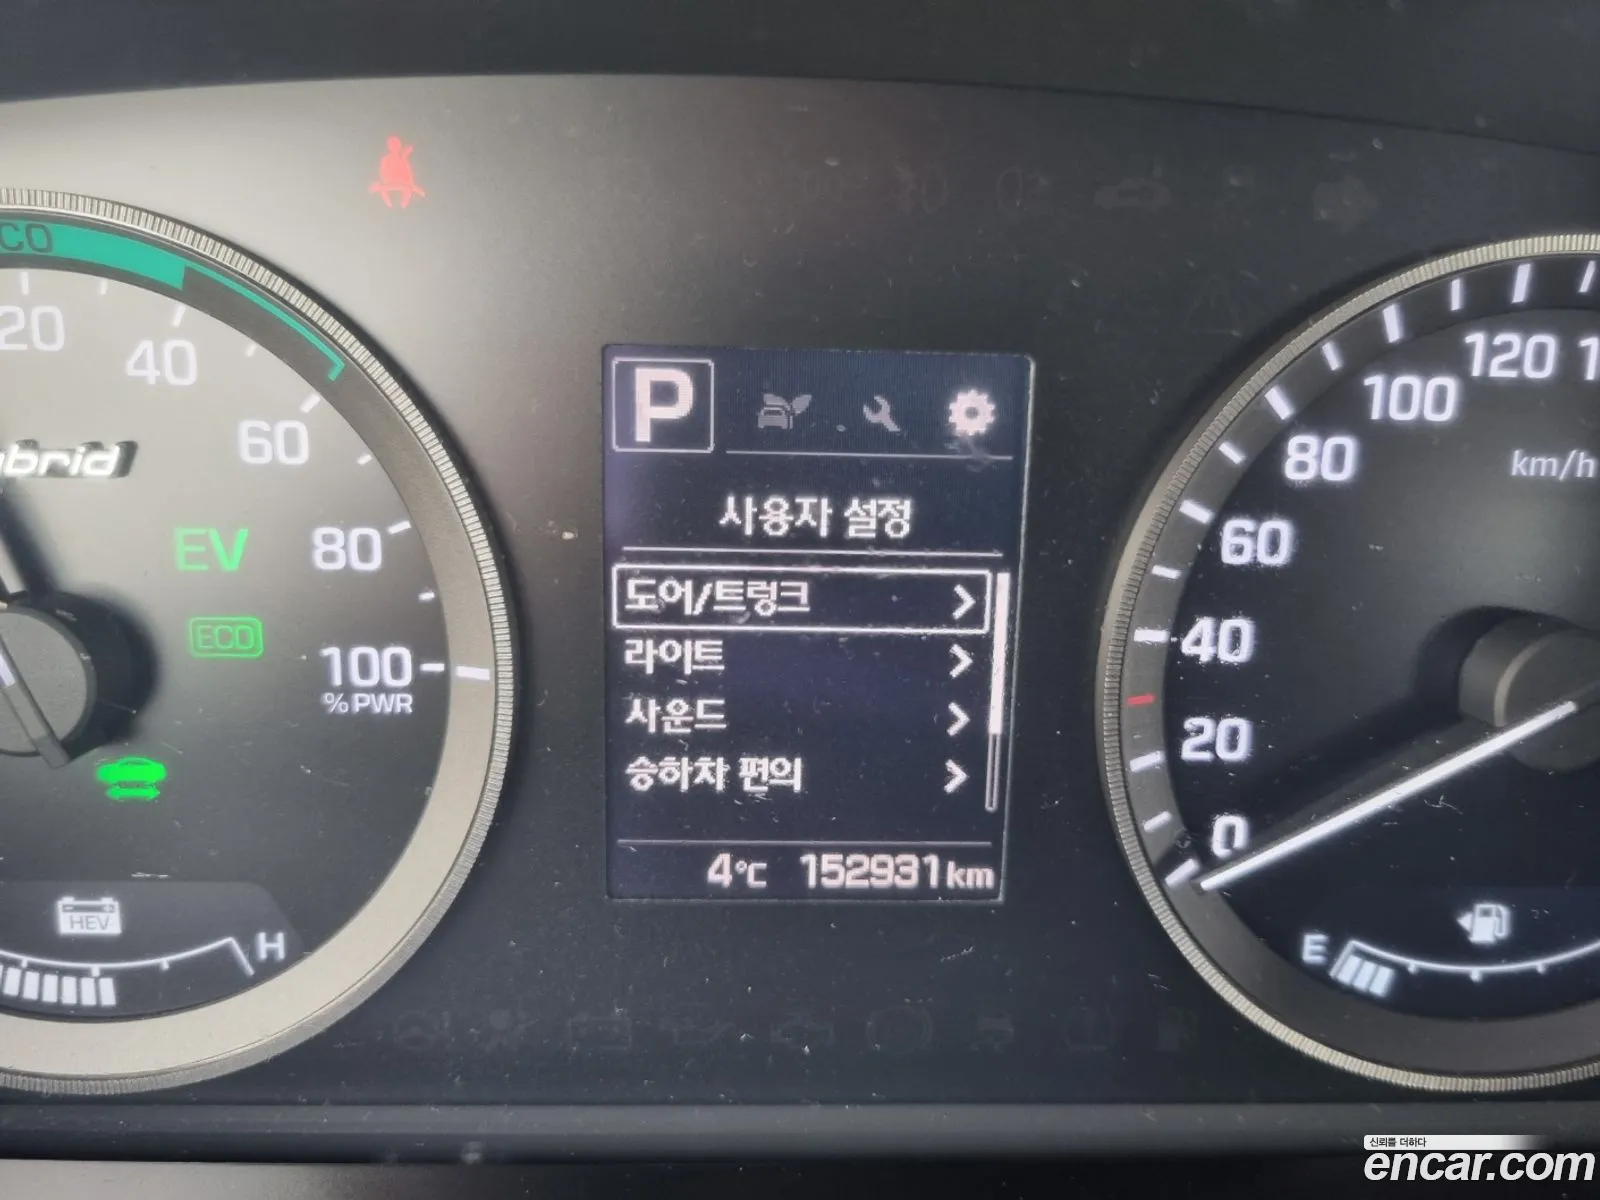 CO
20
40
60
80
100
% PWR
brid
EV
ECO
HEV
H
P
사용자 설정
도어/트렁크
라이트
사운드
승하차 편의
4°C 152931 km
120
100
80
60
40
20
0
km/h
E
신뢰를 더하다
encar.com